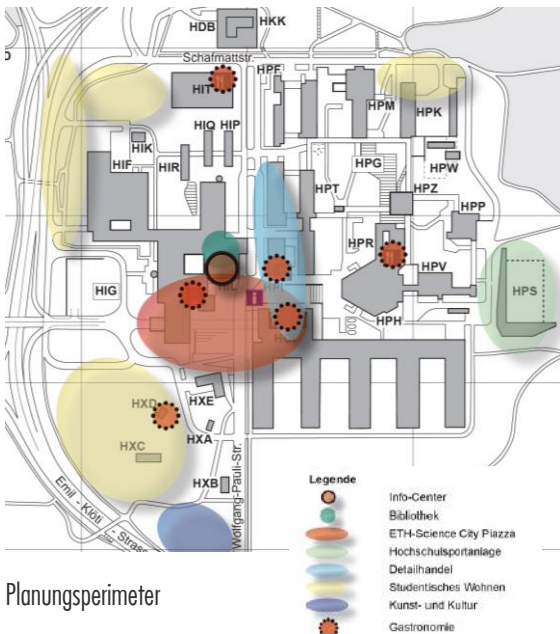 HDB
HKK
Schafmattstr.
HIT
HPF
HPM
HPK
HIK
HIQ
HIP
HIF
HIR
HPW
HPT
HPG
HPZ
HPP
HPR
HPV
HIG
HIL
HPS
HPH
HXE
HXD
HXA
HXC
HXB
Wolfgang-Pauli-Str.
Emil - Klöti - Strasse
i
Planungsperimeter
Legende
Info-Center
Bibliothek
ETH-Science City Piazza
Hochschulsportanlage
Detailhandel
Studentisches Wohnen
Kunst- und Kultur
Gastronomie